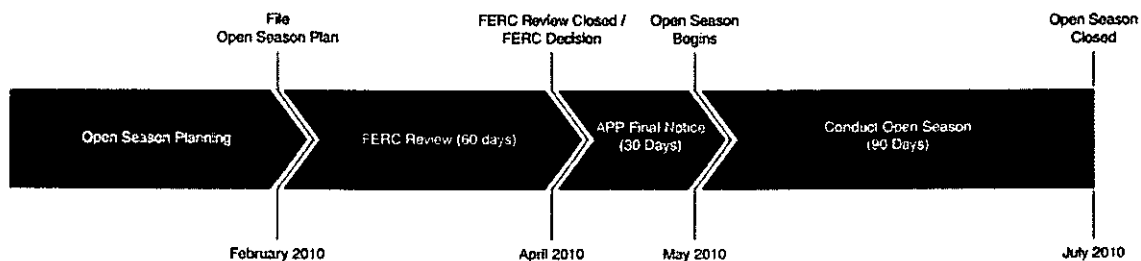 File
Open Season Plan
FERC Review Closed /
FERC Decision
Open Season
Begins
Open Season
Closed
Open Season Planning
FERC Review (60 days)
APP Final Notice
(30 Days)
Conduct Open Season
(90 Days)
February 2010
April 2010
May 2010
July 2010